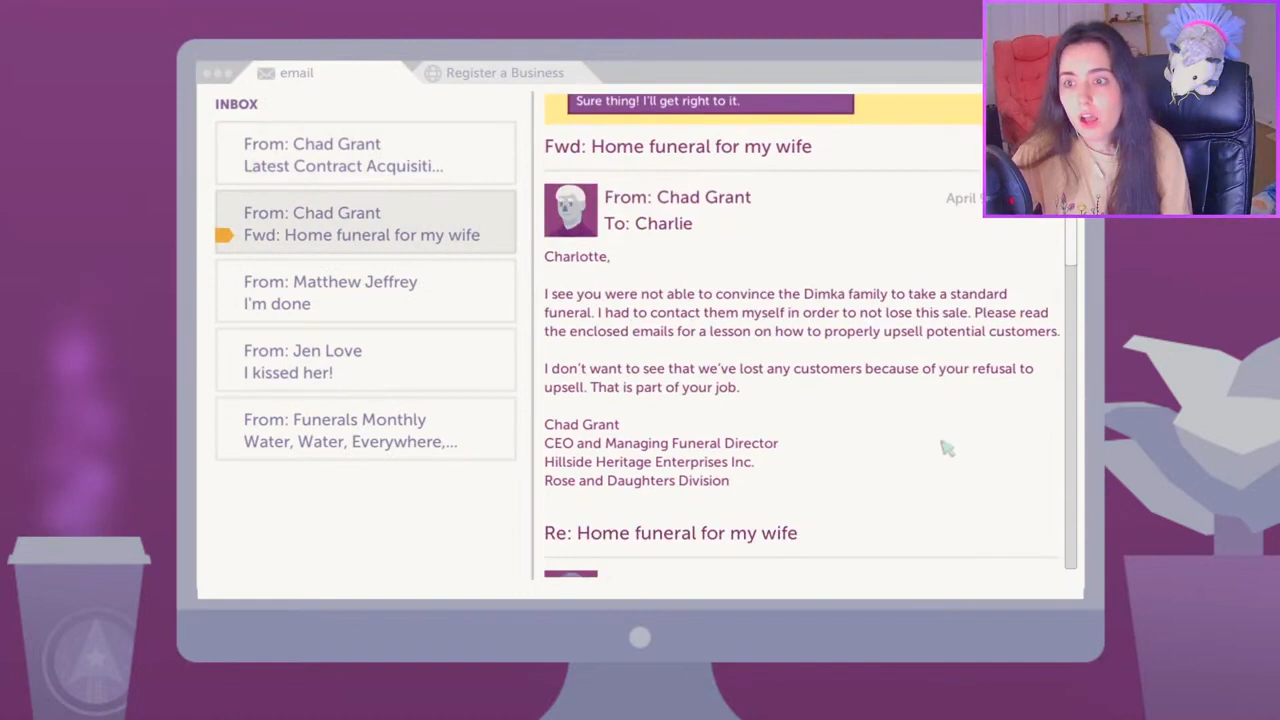 email
Register a Business
INBOX
From: Chad Grant
Latest Contract Acquisiti...
From: Chad Grant
Fwd: Home funeral for my wife
From: Matthew Jeffrey
I'm done
From: Jen Love
I kissed her!
From: Funerals Monthly
Water, Water, Everywhere,...
Sure thing! I'll get right to it.
Fwd: Home funeral for my wife
From: Chad Grant
April
To: Charlie
Charlotte,
I see you were not able to convince the Dimka family to take a standard
funeral. I had to contact them myself in order to not lose this sale. Please read
the enclosed emails for a lesson on how to properly upsell potential customers.
I don't want to see that we've lost any customers because of your refusal to
upsell. That is part of your job.
Chad Grant
CEO and Managing Funeral Director
Hillside Heritage Enterprises Inc.
Rose and Daughters Division
Re: Home funeral for my wife